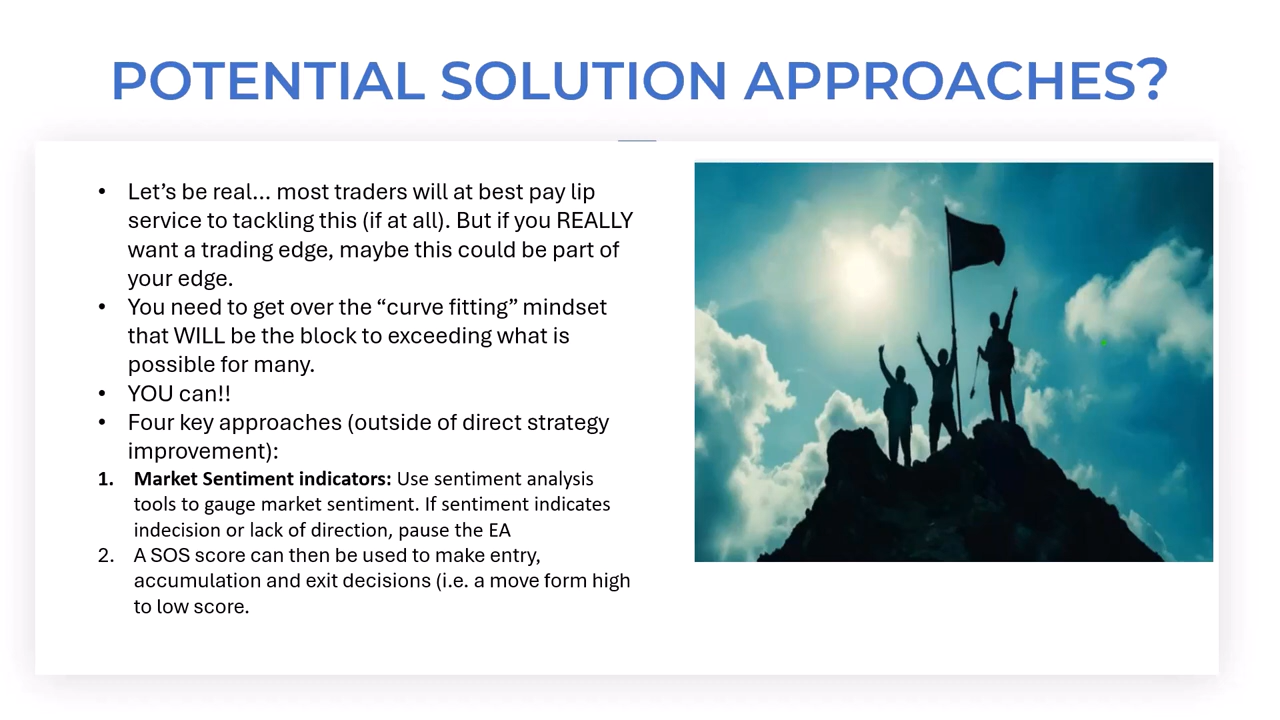 POTENTIAL SOLUTION APPROACHES?
• Let’s be real... most traders will at best pay lip
service to tackling this (if at all). But if you REALLY
want a trading edge, maybe this could be part of
your edge.
• You need to get over the “curve fitting” mindset
that WILL be the block to exceeding what is
possible for many.
• YOU can!!
• Four key approaches (outside of direct strategy
improvement):
1. Market Sentiment indicators: Use sentiment analysis
tools to gauge market sentiment. If sentiment indicates
indecision or lack of direction, pause the EA
2. A SOS score can then be used to make entry,
accumulation and exit decisions (i.e. a move form high
to low score.